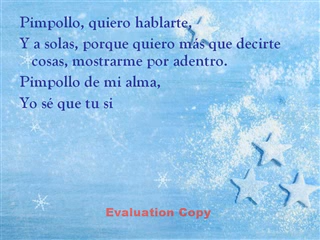 Pimpollo, quiero hablarte,
Y a solas, porque quiero más que decirte
cosas, mostrarme por adentro.
Pimpollo de mi alma,
Yo sé que tu si
Evaluation Copy